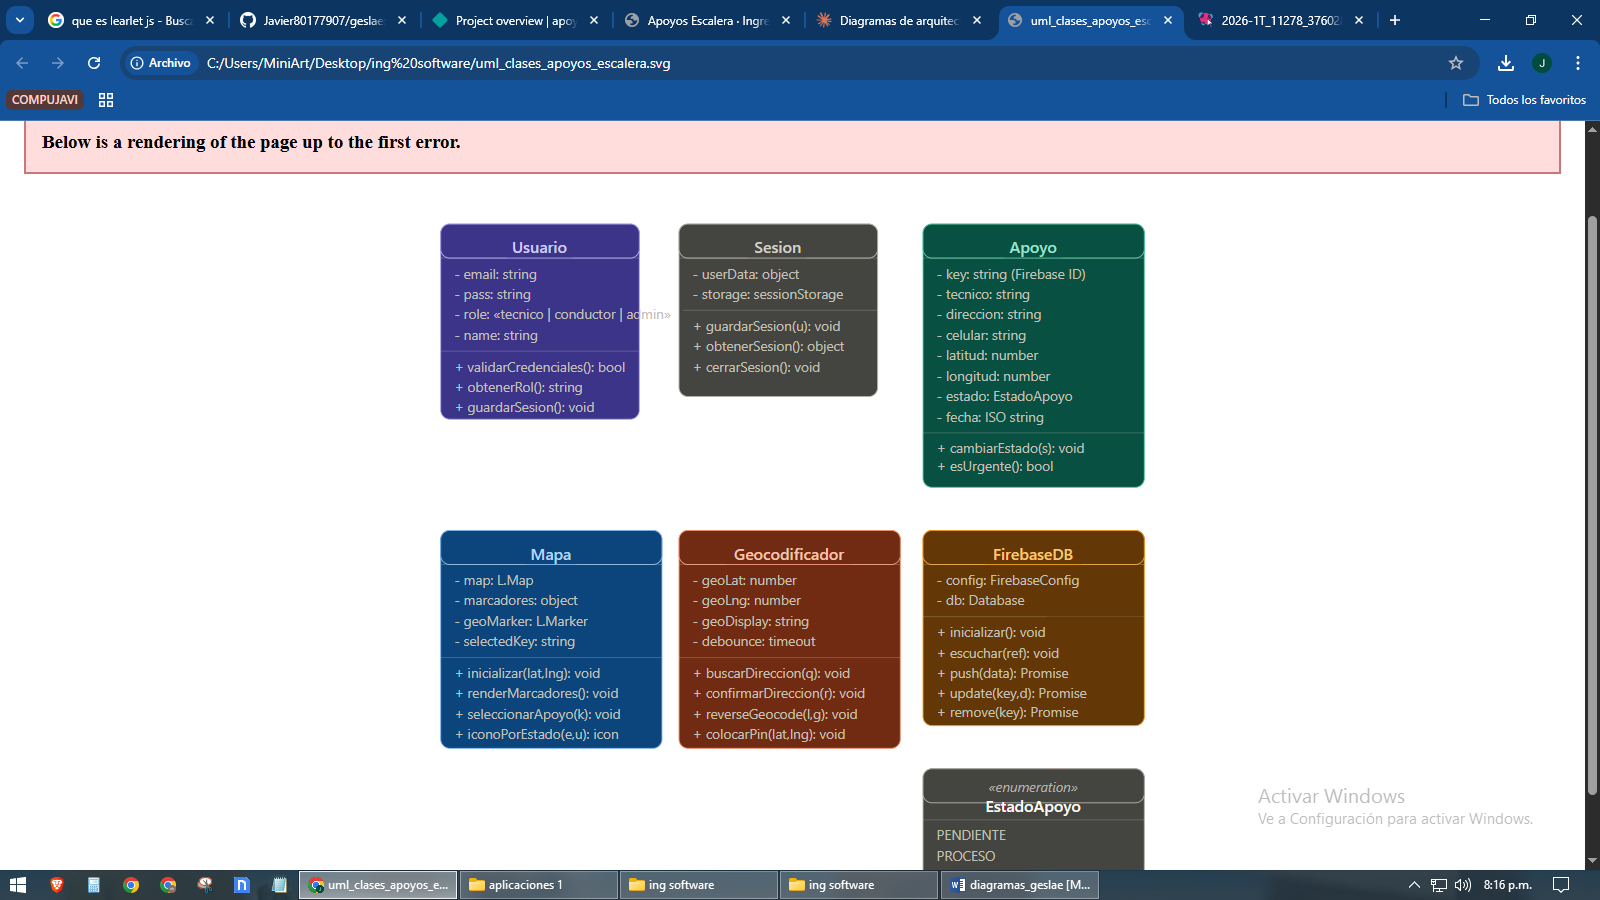 que es learlet js - Busca
Javier80177907/geslae
Project overview | apoy
Apoyos Escalera · Ingre
Diagramas de arquitec
uml_clases_apoyos_esc
2026-1T_11278_37602
Archivo
C:/Users/MiniArt/Desktop/ing%20software/uml_clases_apoyos_escalera.svg
J
COMPUJAVI
Todos los favoritos
Below is a rendering of the page up to the first error.
Usuario
- email: string
- pass: string
- role: «tecnico | conductor | admin»
- name: string
+ validarCredenciales(): bool
+ obtenerRol(): string
+ guardarSesion(): void
Sesion
- userData: object
- storage: sessionStorage
+ guardarSesion(u): void
+ obtenerSesion(): object
+ cerrarSesion(): void
Apoyo
- key: string (Firebase ID)
- tecnico: string
- direccion: string
- celular: string
- latitud: number
- longitud: number
- estado: EstadoApoyo
- fecha: ISO string
+ cambiarEstado(s): void
+ esUrgente(): bool
Mapa
- map: L.Map
- marcadores: object
- geoMarker: L.Marker
- selectedKey: string
+ inicializar(lat,lng): void
+ renderMarcadores(): void
+ seleccionarApoyo(k): void
+ iconoPorEstado(e,u): icon
Geocodificador
- geoLat: number
- geoLng: number
- geoDisplay: string
- debounce: timeout
+ buscarDireccion(q): void
+ confirmarDireccion(r): void
+ reverseGeocode(l,g): void
+ colocarPin(lat,lng): void
FirebaseDB
- config: FirebaseConfig
- db: Database
+ inicializar(): void
+ escuchar(ref): void
+ push(data): Promise
+ update(key,d): Promise
+ remove(key): Promise
«enumeration»
EstadoApoyo
PENDIENTE
PROCESO
Activar Windows
Ve a Configuración para activar Windows.
uml_clases_apoyos_e...
aplicaciones 1
ing software
ing software
diagramas_geslae [M...
8:16 p.m.